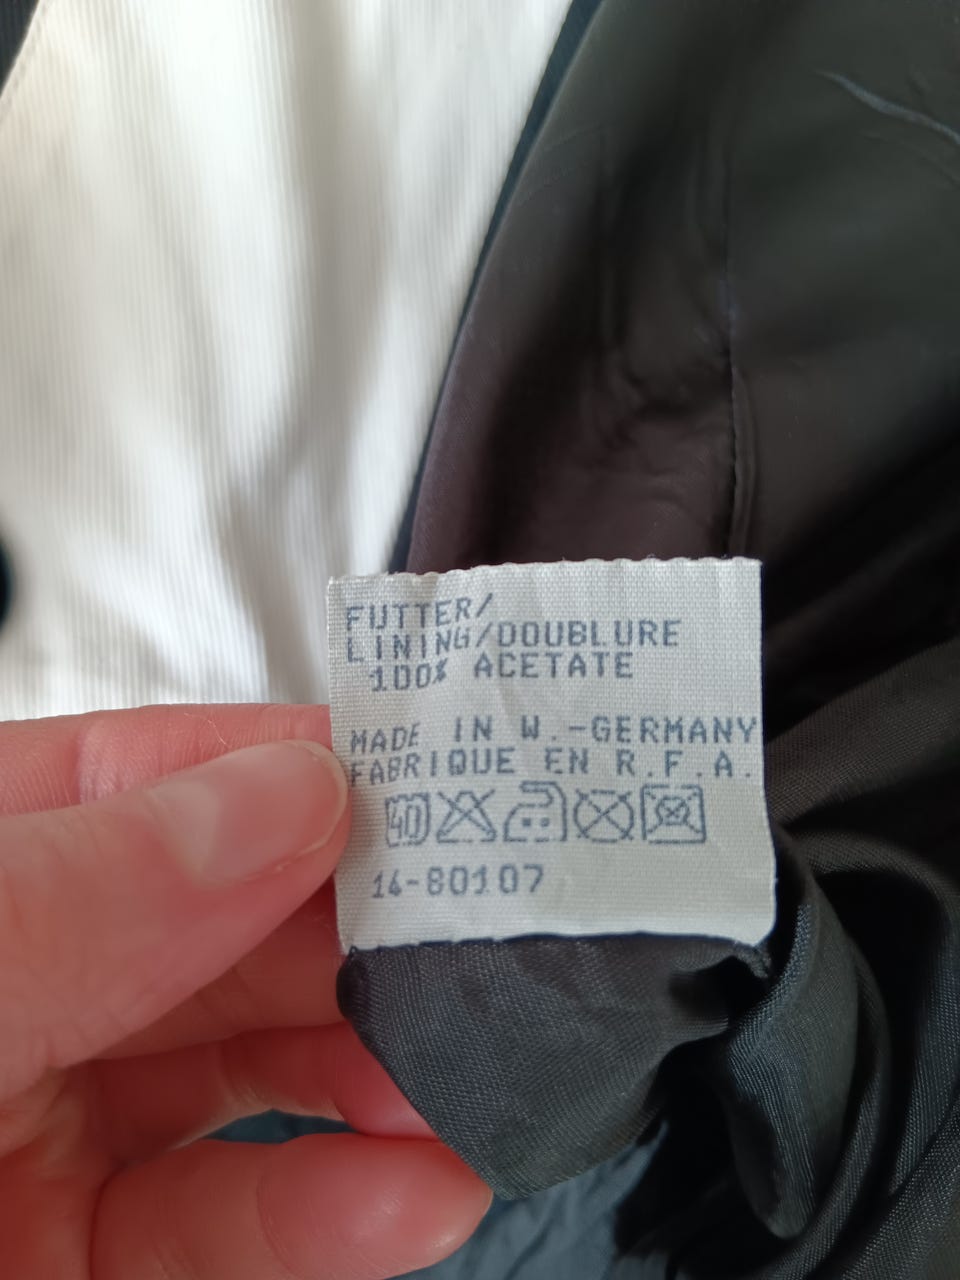 FUTTER/
LINING/DOUBLURE
100% ACETATE
MADE IN W.-GERMANY
FABRIQUE EN R.F.A.
40
14-80107